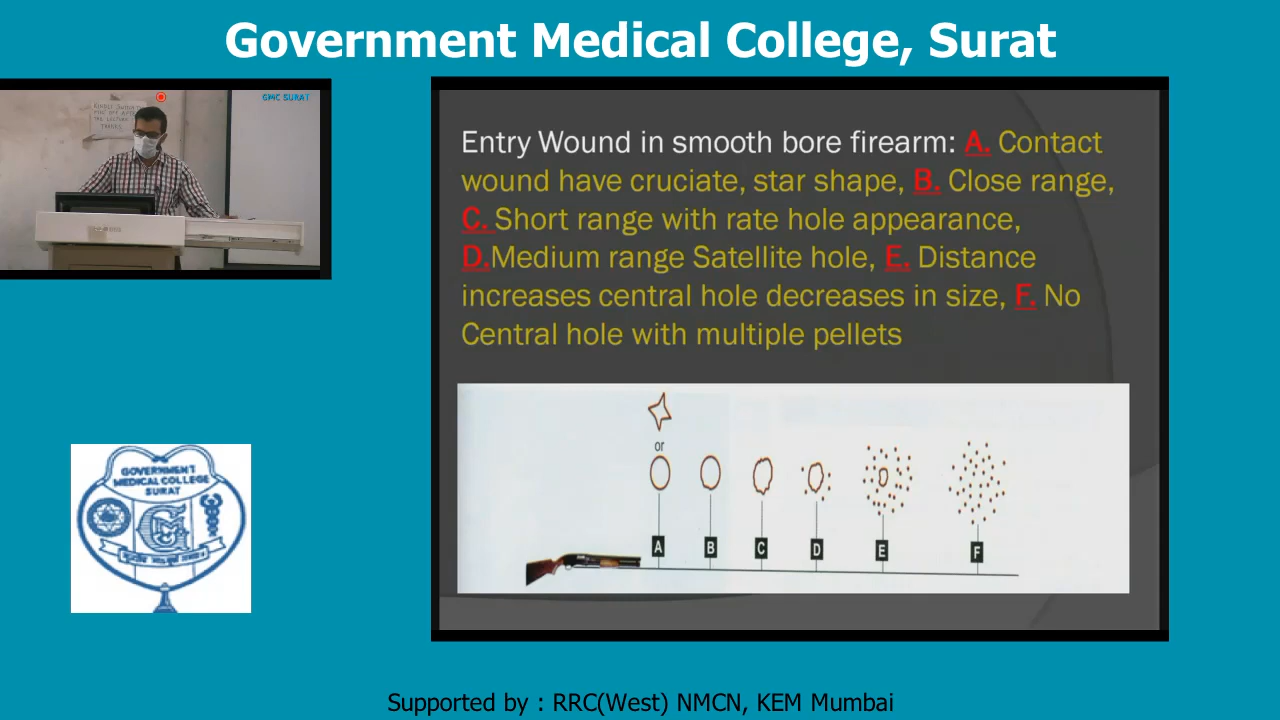 Government Medical College, Surat
GMC SURAT
Entry Wound in smooth bore firearm: A. Contact
wound have cruciate, star shape, B. Close range,
C. Short range with rate hole appearance,
D.Medium range Satellite hole, E. Distance
increases central hole decreases in size, F. No
Central hole with multiple pellets
or
A B C D E F
GOVERNMENT
MEDICAL COLLEGE
SURAT
Supported by : RRC(West) NMCN, KEM Mumbai